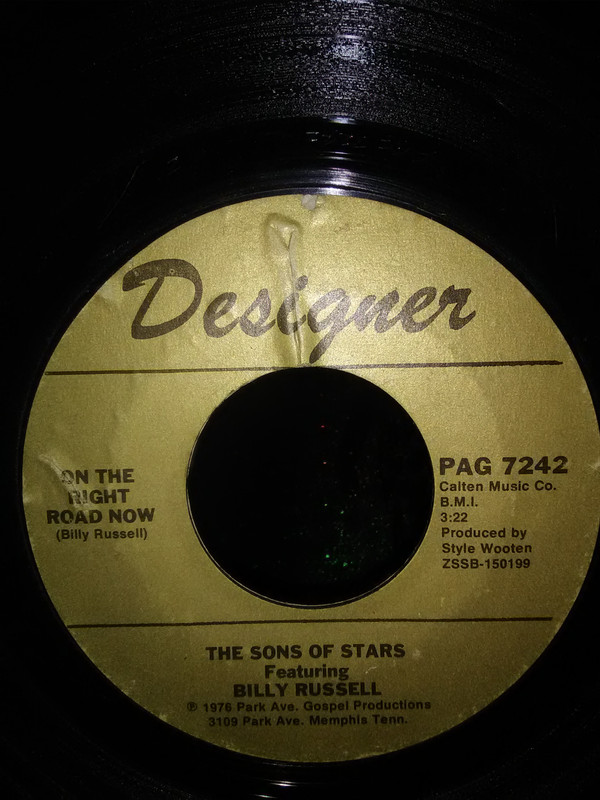 Designer
ON THE
RIGHT
ROAD NOW
(Billy Russell)
PAG 7242
Calten Music Co.
B.M.I.
3:22
Produced by
Style Wooten
ZSSB-150199
THE SONS OF STARS
Featuring
BILLY RUSSELL
℗ 1976 Park Ave. Gospel Productions
3109 Park Ave. Memphis Tenn.